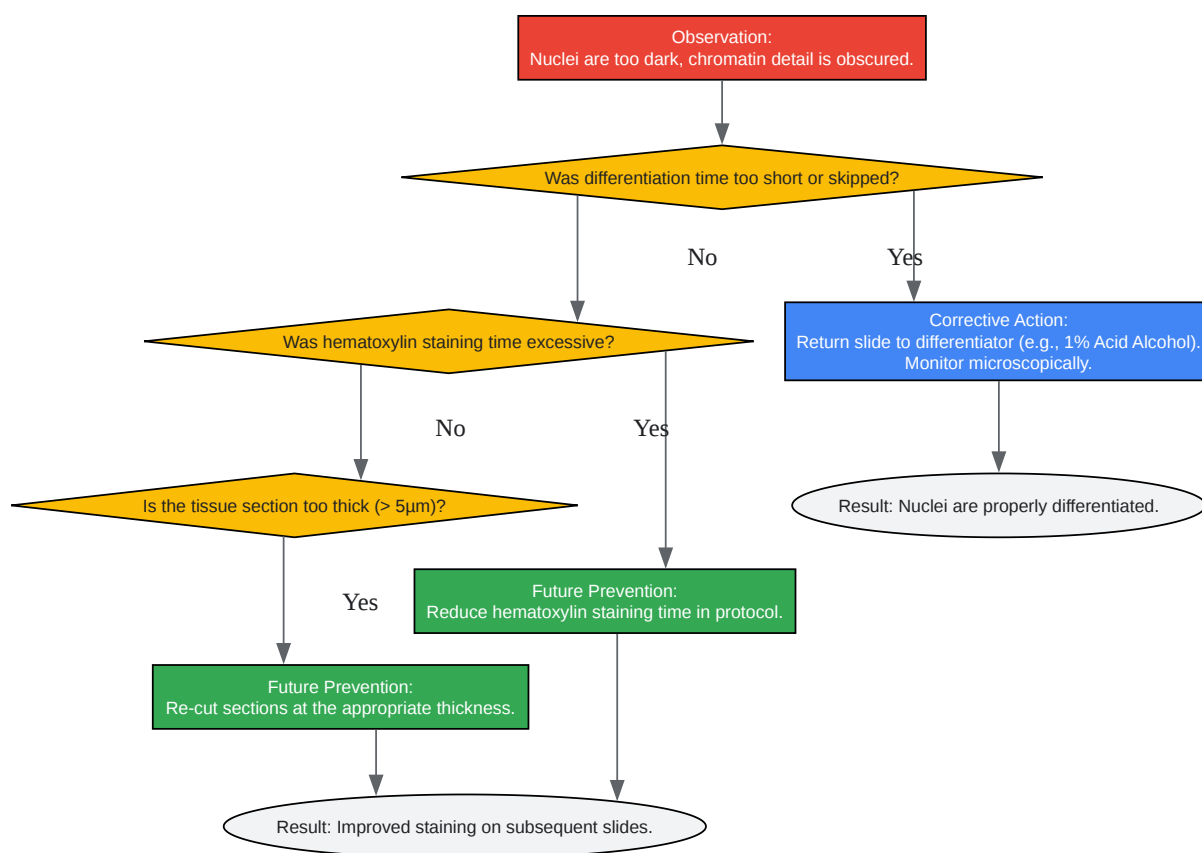 Observation:
Nuclei are too dark, chromatin detail is obscured.
Was differentiation time too short or skipped?
No
Yes
Was hematoxylin staining time excessive?
Corrective Action:
Return slide to differentiator (e.g., 1% Acid Alcohol).
Monitor microscopically.
No
Yes
Is the tissue section too thick (> 5µm)?
Result: Nuclei are properly differentiated.
Yes
Future Prevention:
Reduce hematoxylin staining time in protocol.
Future Prevention:
Re-cut sections at the appropriate thickness.
Result: Improved staining on subsequent slides.